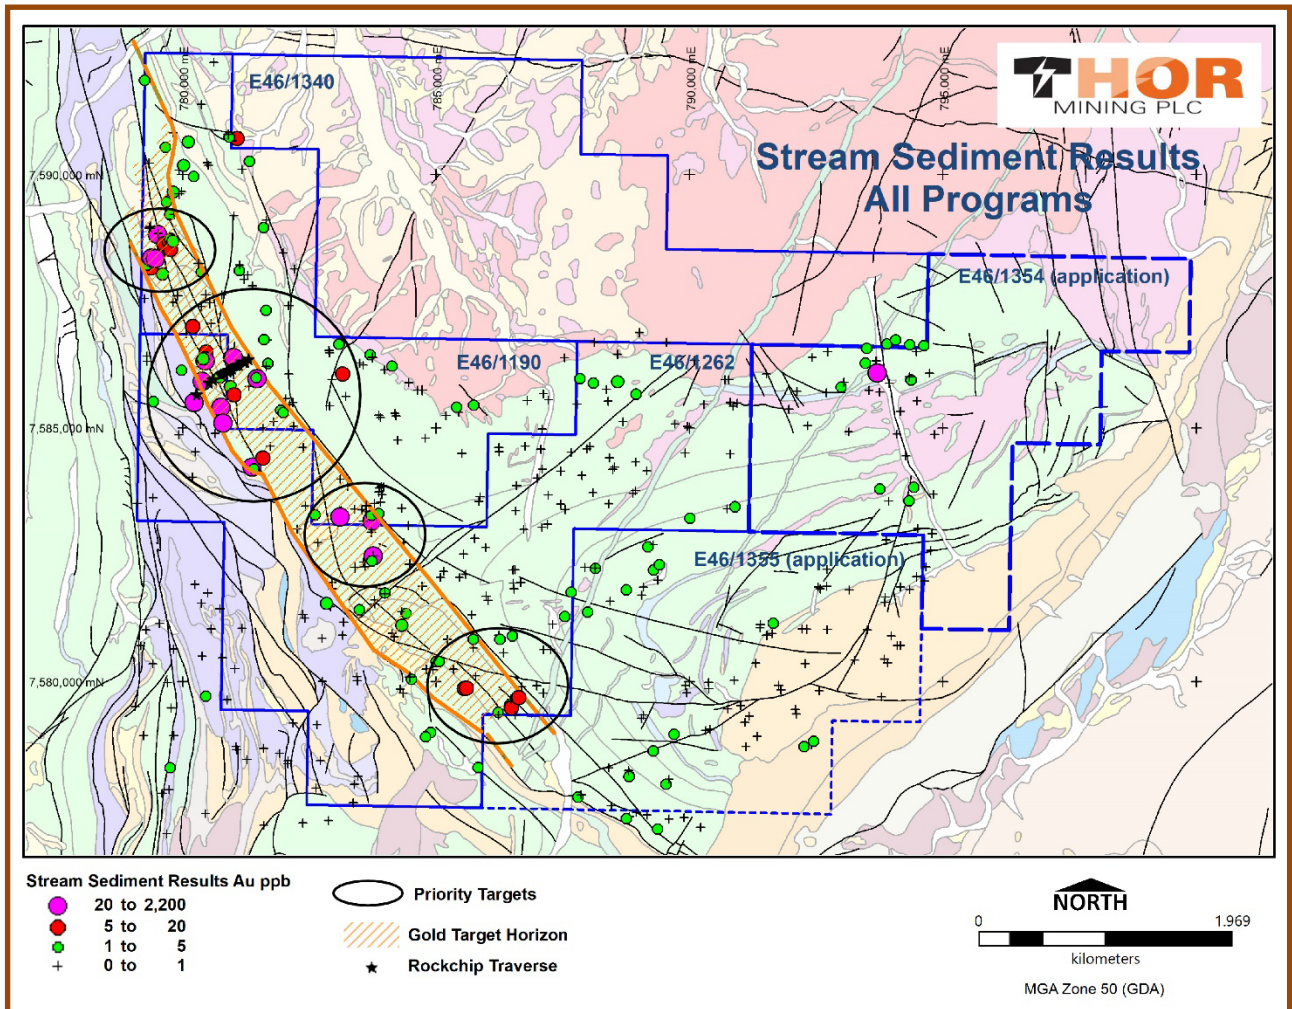 780,000 mE
785,000 mE
790,000 mE
795,000 mE
THOR
MINING PLC
E46/1340
Stream Sediment Results
All Programs
7,590,000 mN
E46/1354 (application)
E46/1190
E46/1262
7,585,000 mN
E46/1355 (application)
7,580,000 mN
Stream Sediment Results Au ppb
20 to 2,200
5 to 20
1 to 5
0 to 1
Priority Targets
Gold Target Horizon
Rockchip Traverse
NORTH
0 1.969
kilometers
MGA Zone 50 (GDA)